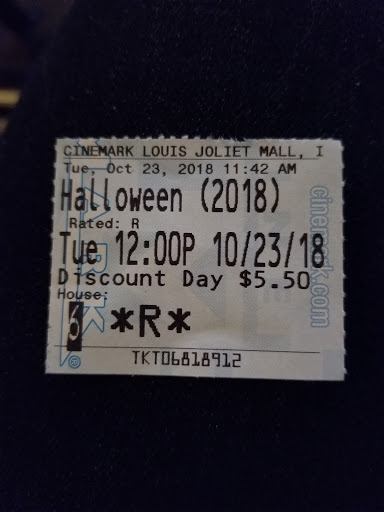 CINEMARK LOUIS JOLIET MALL, I
Tue, Oct 23, 2018 11:42 AM
Halloween (2018)
Rated: R
Tue 12:00P 10/23/18
Discount Day $5.50
House:
3 *R*
TKT06818912
cinemark.com